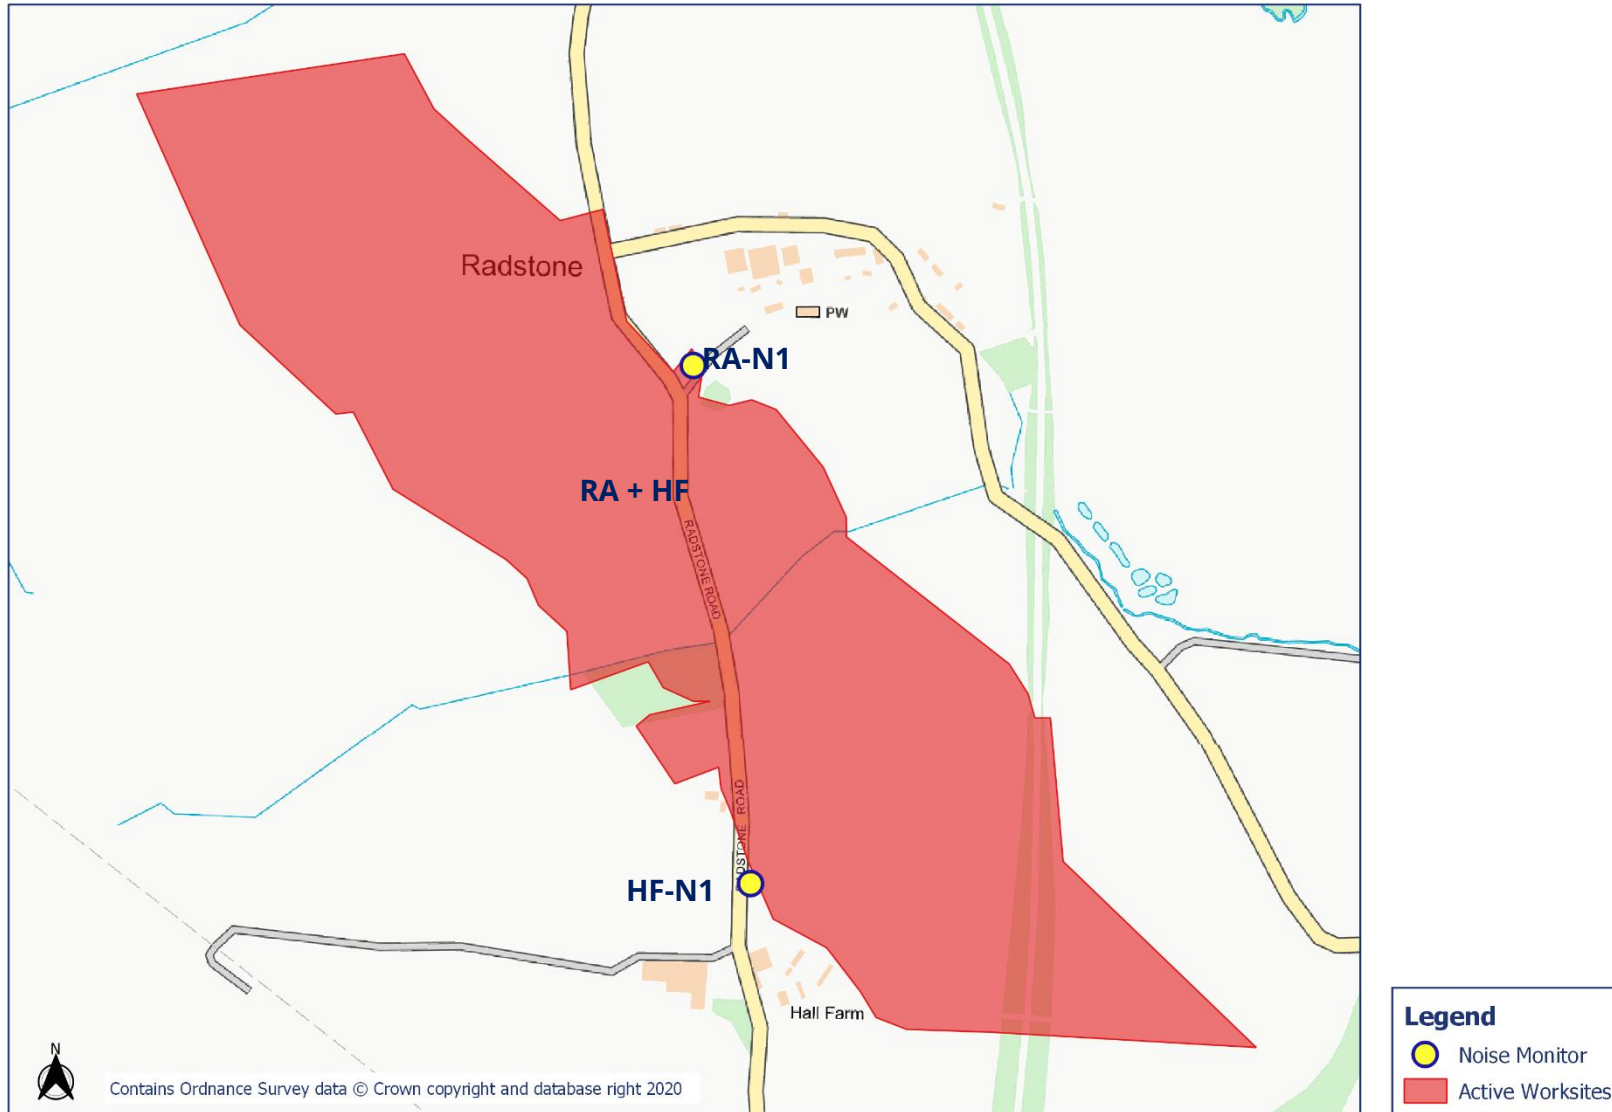 Radstone
PW
RA-N1
RA + HF
RADSTONE ROAD
RADSTONE ROAD
HF-N1
Hall Farm
N
Contains Ordnance Survey data © Crown copyright and database right 2020
Legend
Noise Monitor
Active Worksites